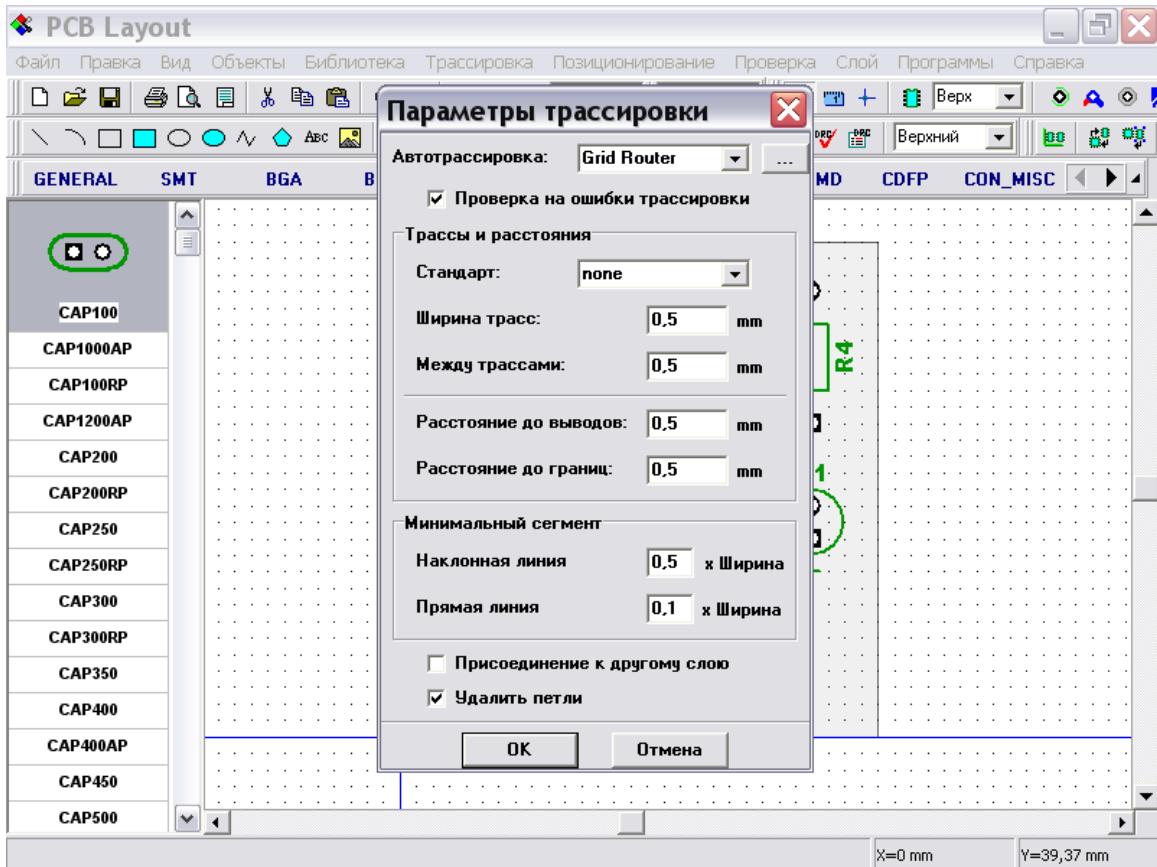 PCB Layout
Файл Правка Вид Объекты Библиотека Трассировка Позиционирование Проверка Слой Программы Справка
Верх
ABC DRC DRC Верхний
GENERAL SMT BGA B MD CDFP CON_MISC
CAP100
CAP1000AP
CAP100RP
CAP1200AP
CAP200
CAP200RP
CAP250
CAP250RP
CAP300
CAP300RP
CAP350
CAP400
CAP400AP
CAP450
CAP500
Параметры трассировки
Автотрассировка: Grid Router ...
Проверка на ошибки трассировки
Трассы и расстояния
Стандарт: none
Ширина трасс: 0,5 mm
Между трассами: 0,5 mm
Расстояние до выводов: 0,5 mm
Расстояние до границ: 0,5 mm
Минимальный сегмент
Наклонная линия 0,5 x Ширина
Прямая линия 0,1 x Ширина
Присоединение к другому слою
Удалить петли
OK Отмена
R4
1
X=0 mm Y=39,37 mm